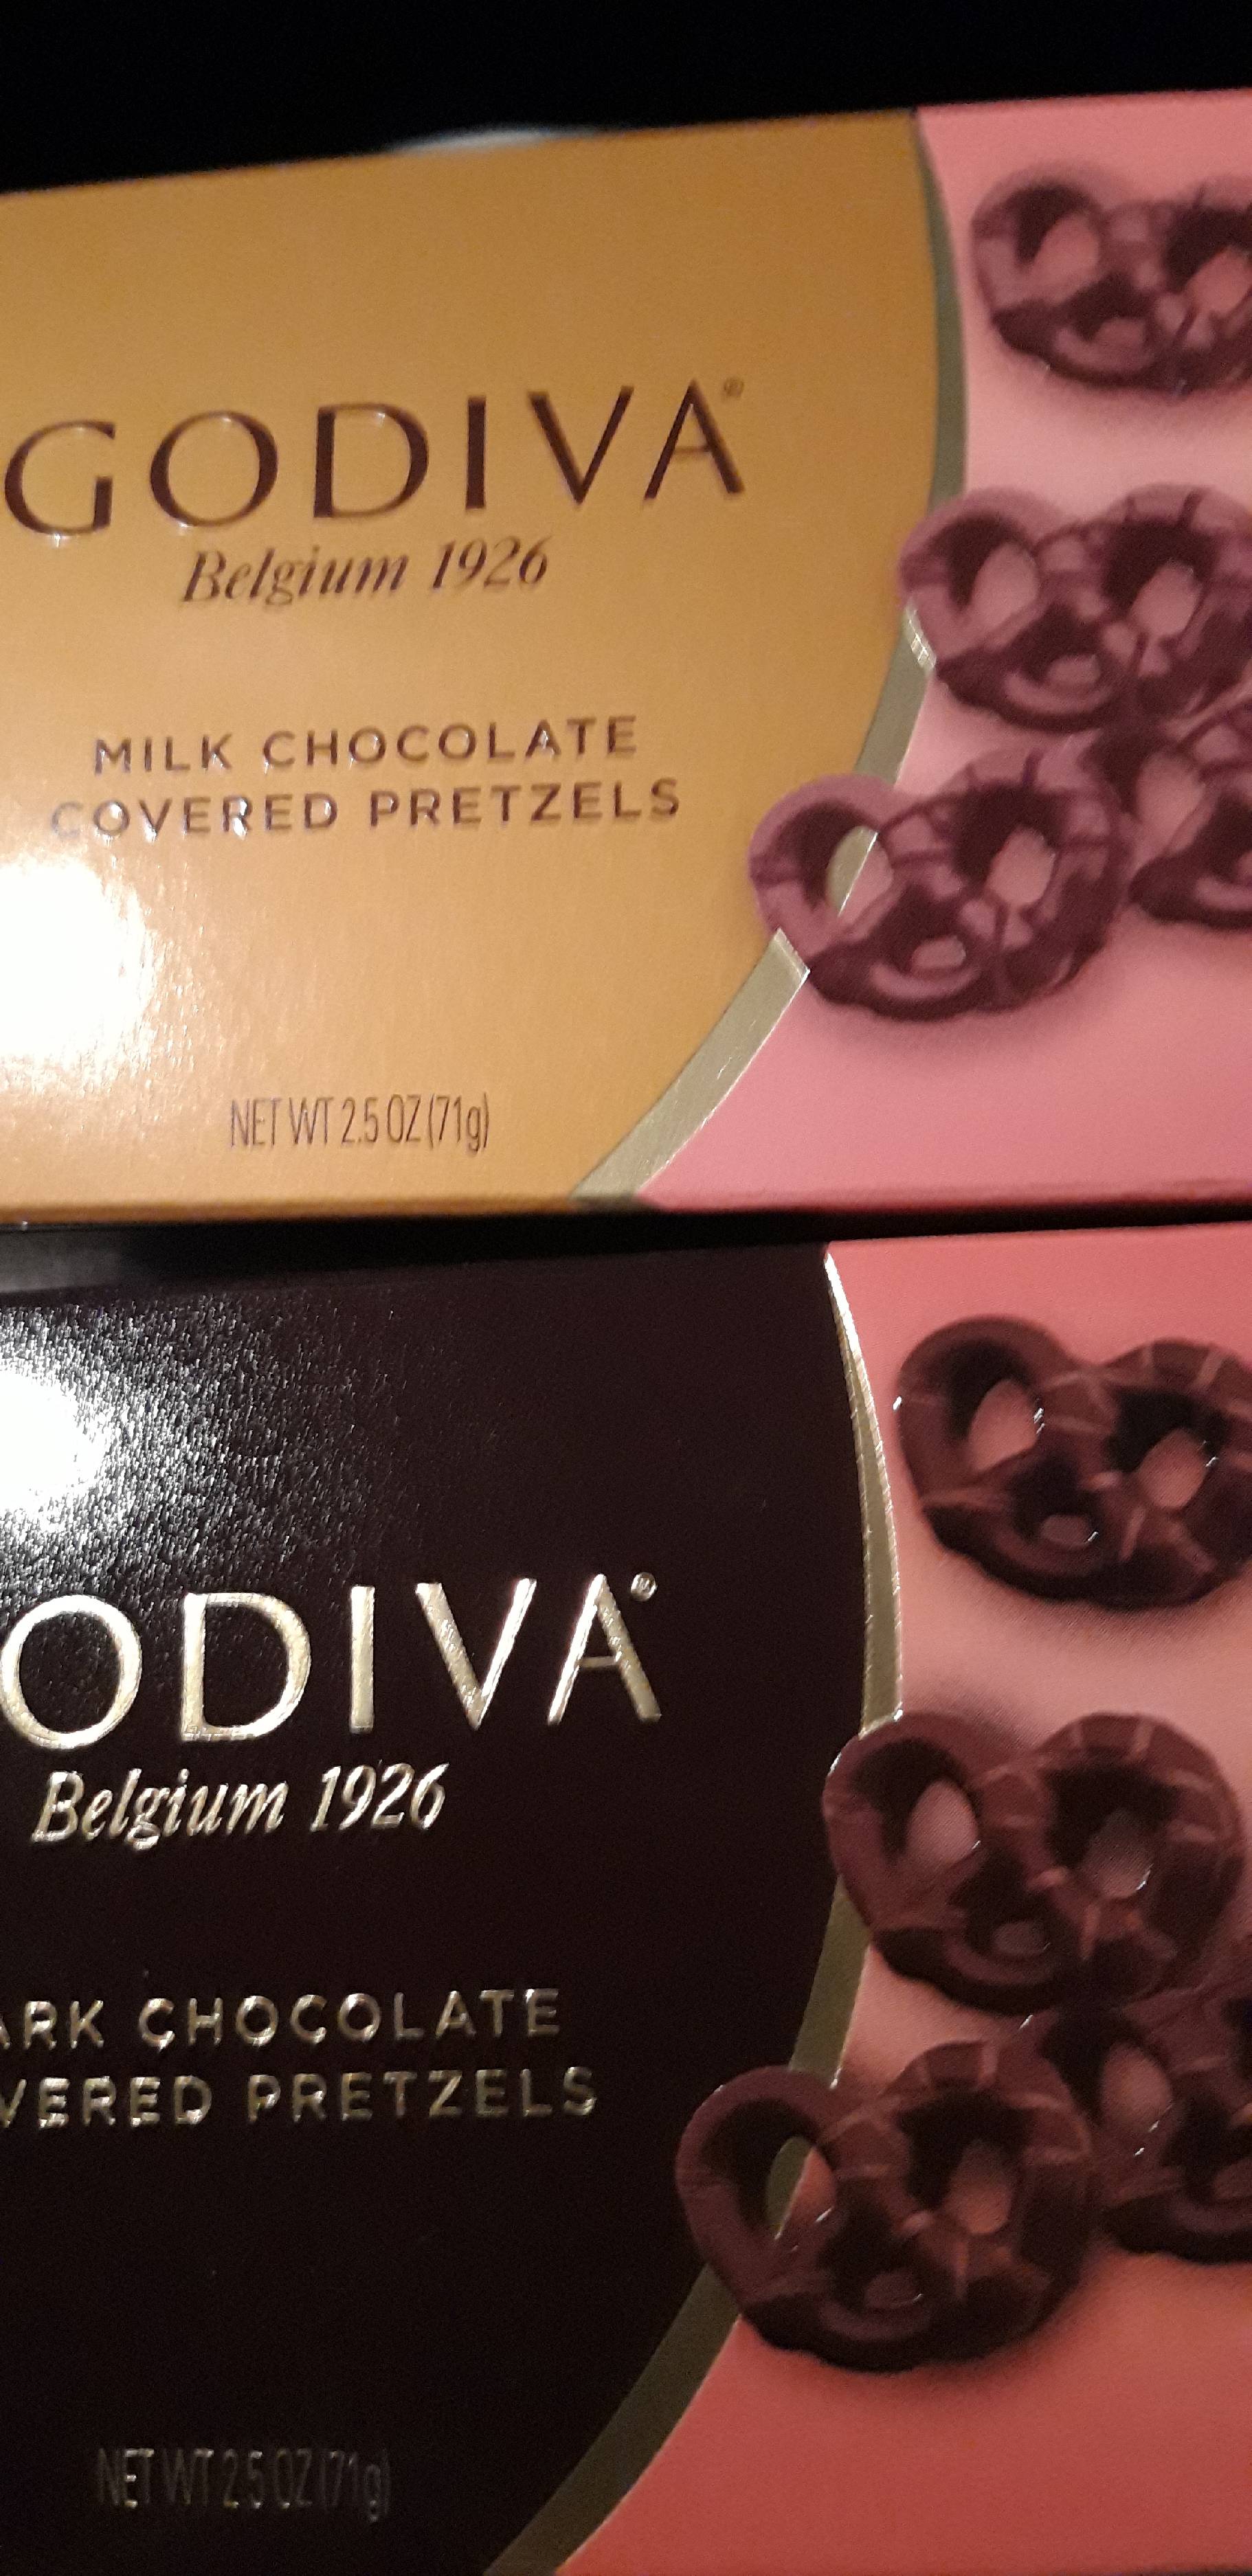 GODIVA®
Belgium 1926
MILK CHOCOLATE
COVERED PRETZELS
NET WT 2.5 OZ (71g)
ODIVA®
Belgium 1926
ARK CHOCOLATE
VERED PRETZELS
NET WT 2.5 OZ (71g)